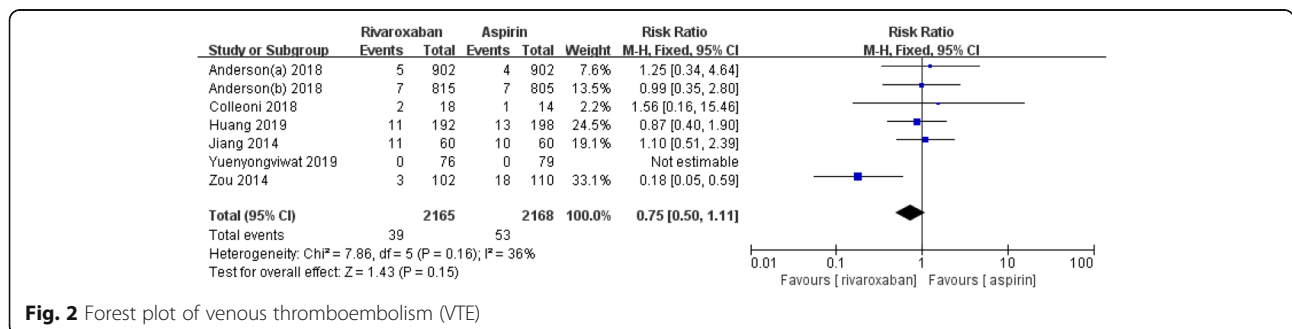 Rivaroxaban Aspirin Risk Ratio Risk Ratio
Study or Subgroup Events Total Events Total Weight M-H, Fixed, 95% CI M-H, Fixed, 95% CI
Anderson(a) 2018 5 902 4 902 7.6% 1.25 [0.34, 4.64]
Anderson(b) 2018 7 815 7 805 13.5% 0.99 [0.35, 2.80]
Colleoni 2018 2 18 1 14 2.2% 1.56 [0.16, 15.46]
Huang 2019 11 192 13 198 24.5% 0.87 [0.40, 1.90]
Jiang 2014 11 60 10 60 19.1% 1.10 [0.51, 2.39]
Yuenyongviwat 2019 0 76 0 79 Not estimable
Zou 2014 3 102 18 110 33.1% 0.18 [0.05, 0.59]
Total (95% CI) 2165 2168 100.0% 0.75 [0.50, 1.11]
Total events 39 53
Heterogeneity: Chi² = 7.86, df = 5 (P = 0.16); I² = 36%
Test for overall effect: Z = 1.43 (P = 0.15)
0.01 0.1 1 10 100
Favours [rivaroxaban] Favours [aspirin]
Fig. 2 Forest plot of venous thromboembolism (VTE)